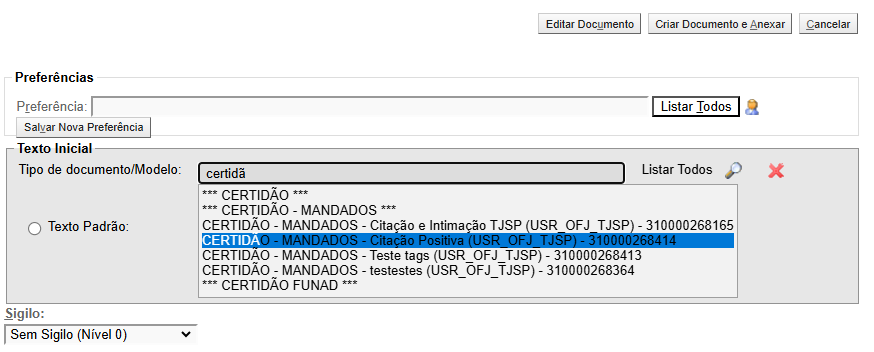 Editar Documento Criar Documento e Anexar Cancelar
Preferências
Preferência: Listar Todos
Salvar Nova Preferência
Texto Inicial
Tipo de documento/Modelo: certidã Listar Todos
*** CERTIDÃO ***
*** CERTIDÃO - MANDADOS ***
CERTIDÃO - MANDADOS - Citação e Intimação TJSP (USR_OFJ_TJSP) - 310000268165
CERTIDÃO - MANDADOS - Citação Positiva (USR_OFJ_TJSP) - 310000268414
CERTIDÃO - MANDADOS - Teste tags (USR_OFJ_TJSP) - 310000268413
CERTIDÃO - MANDADOS - testestes (USR_OFJ_TJSP) - 310000268364
*** CERTIDÃO FUNAD ***
Texto Padrão:
Sigilo:
Sem Sigilo (Nível 0)